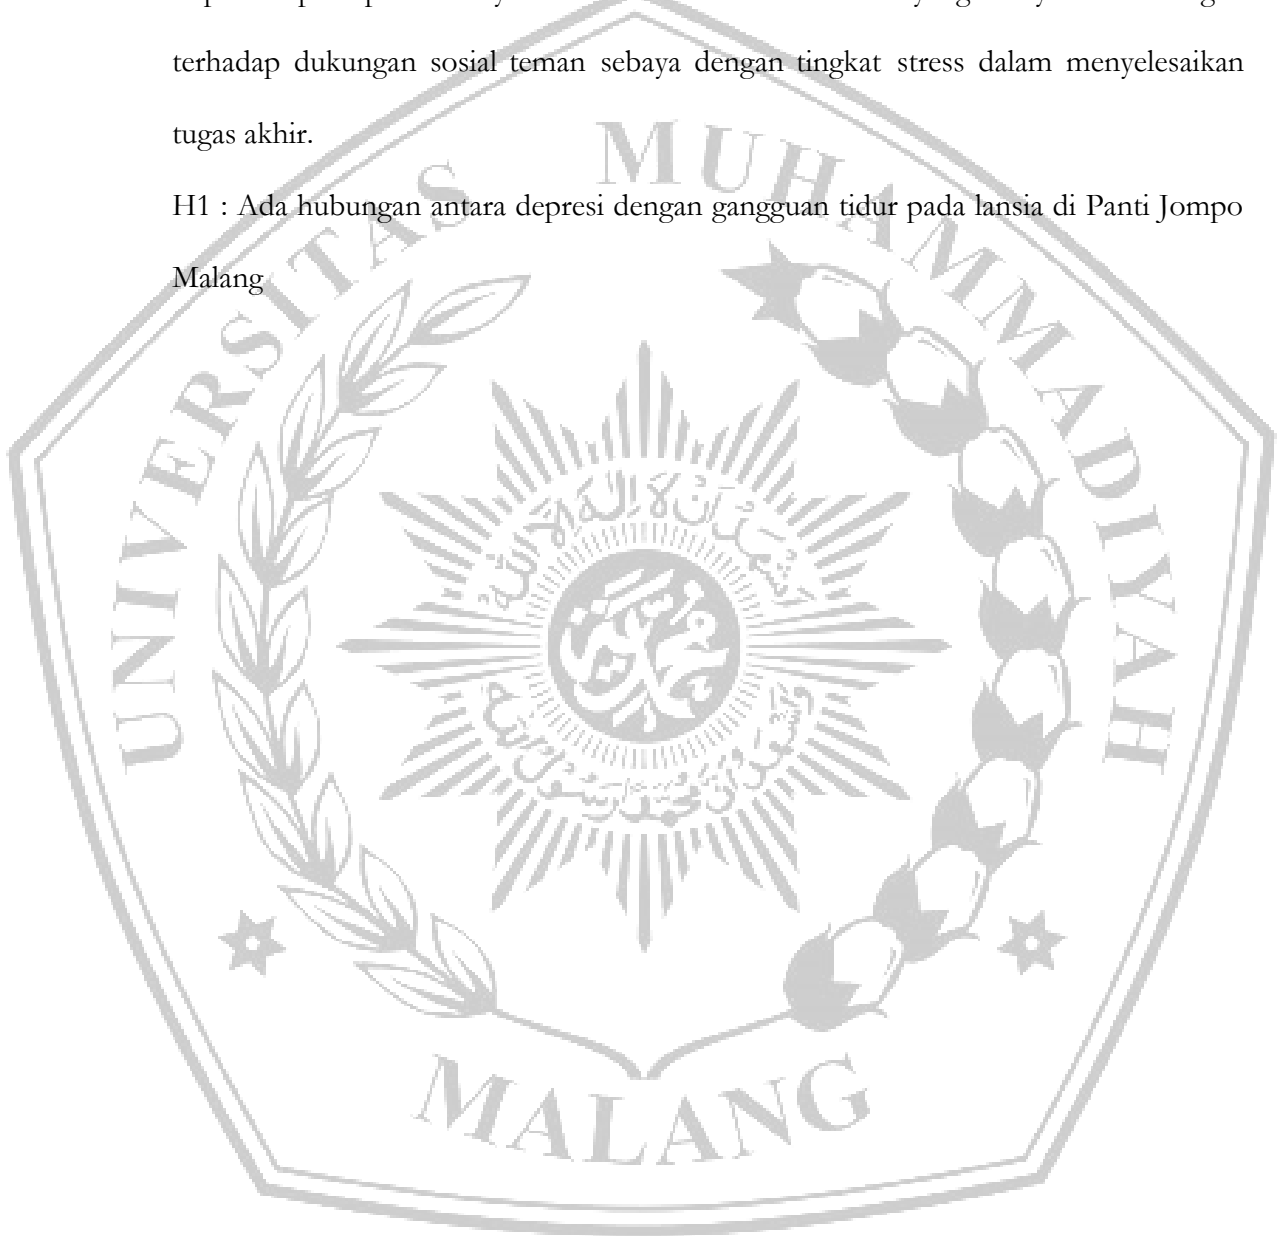 terhadap dukungan sosial teman sebaya dengan tingkat stress dalam menyelesaikan
tugas akhir.
H1 : Ada hubungan antara depresi dengan gangguan tidur pada lansia di Panti Jompo
Malang
UNIVERSITAS MUHAMMADIYAH
MALANG